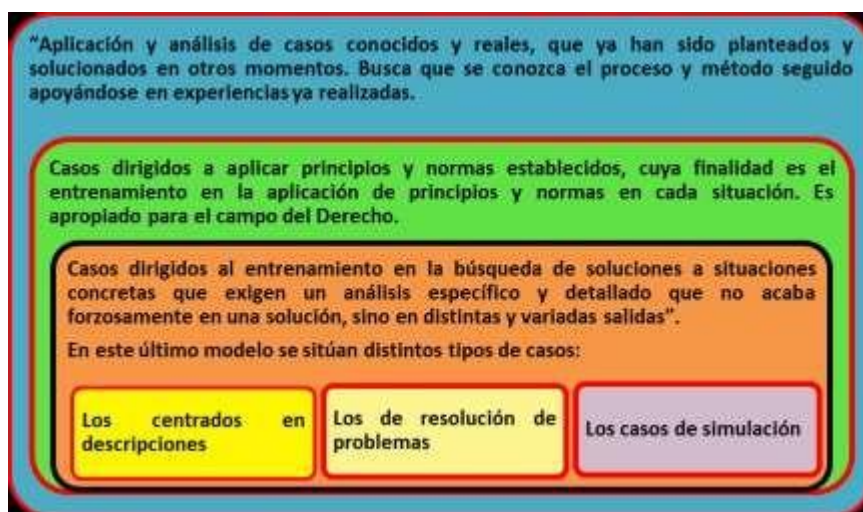 “Aplicación y análisis de casos conocidos y reales, que ya han sido planteados y
solucionados en otros momentos. Busca que se conozca el proceso y método seguido
apoyándose en experiencias ya realizadas.
Casos dirigidos a aplicar principios y normas establecidos, cuya finalidad es el
entrenamiento en la aplicación de principios y normas en cada situación. Es
apropiado para el campo del Derecho.
Casos dirigidos al entrenamiento en la búsqueda de soluciones a situaciones
concretas que exigen un análisis específico y detallado que no acaba
forzosamente en una solución, sino en distintas y variadas salidas”.
En este último modelo se sitúan distintos tipos de casos:
Los centrados en
descripciones
Los de resolución de
problemas
Los casos de simulación